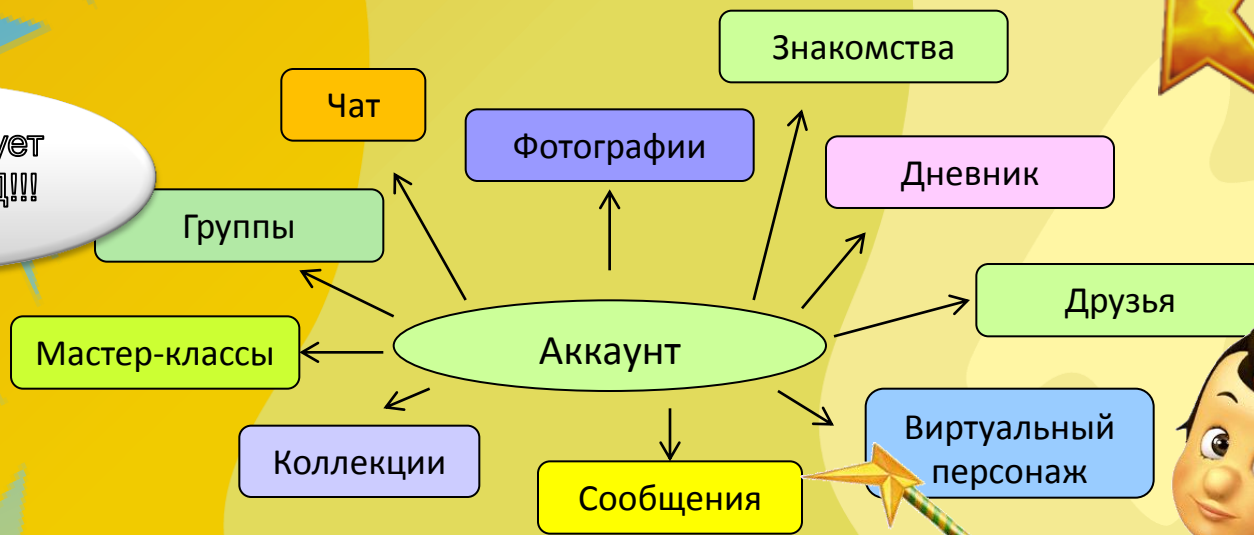 Знакомства
Чат
Фотографии
Дневник
Группы
Друзья
Мастер-классы
Аккаунт
Виртуальный
персонаж
Коллекции
Сообщения